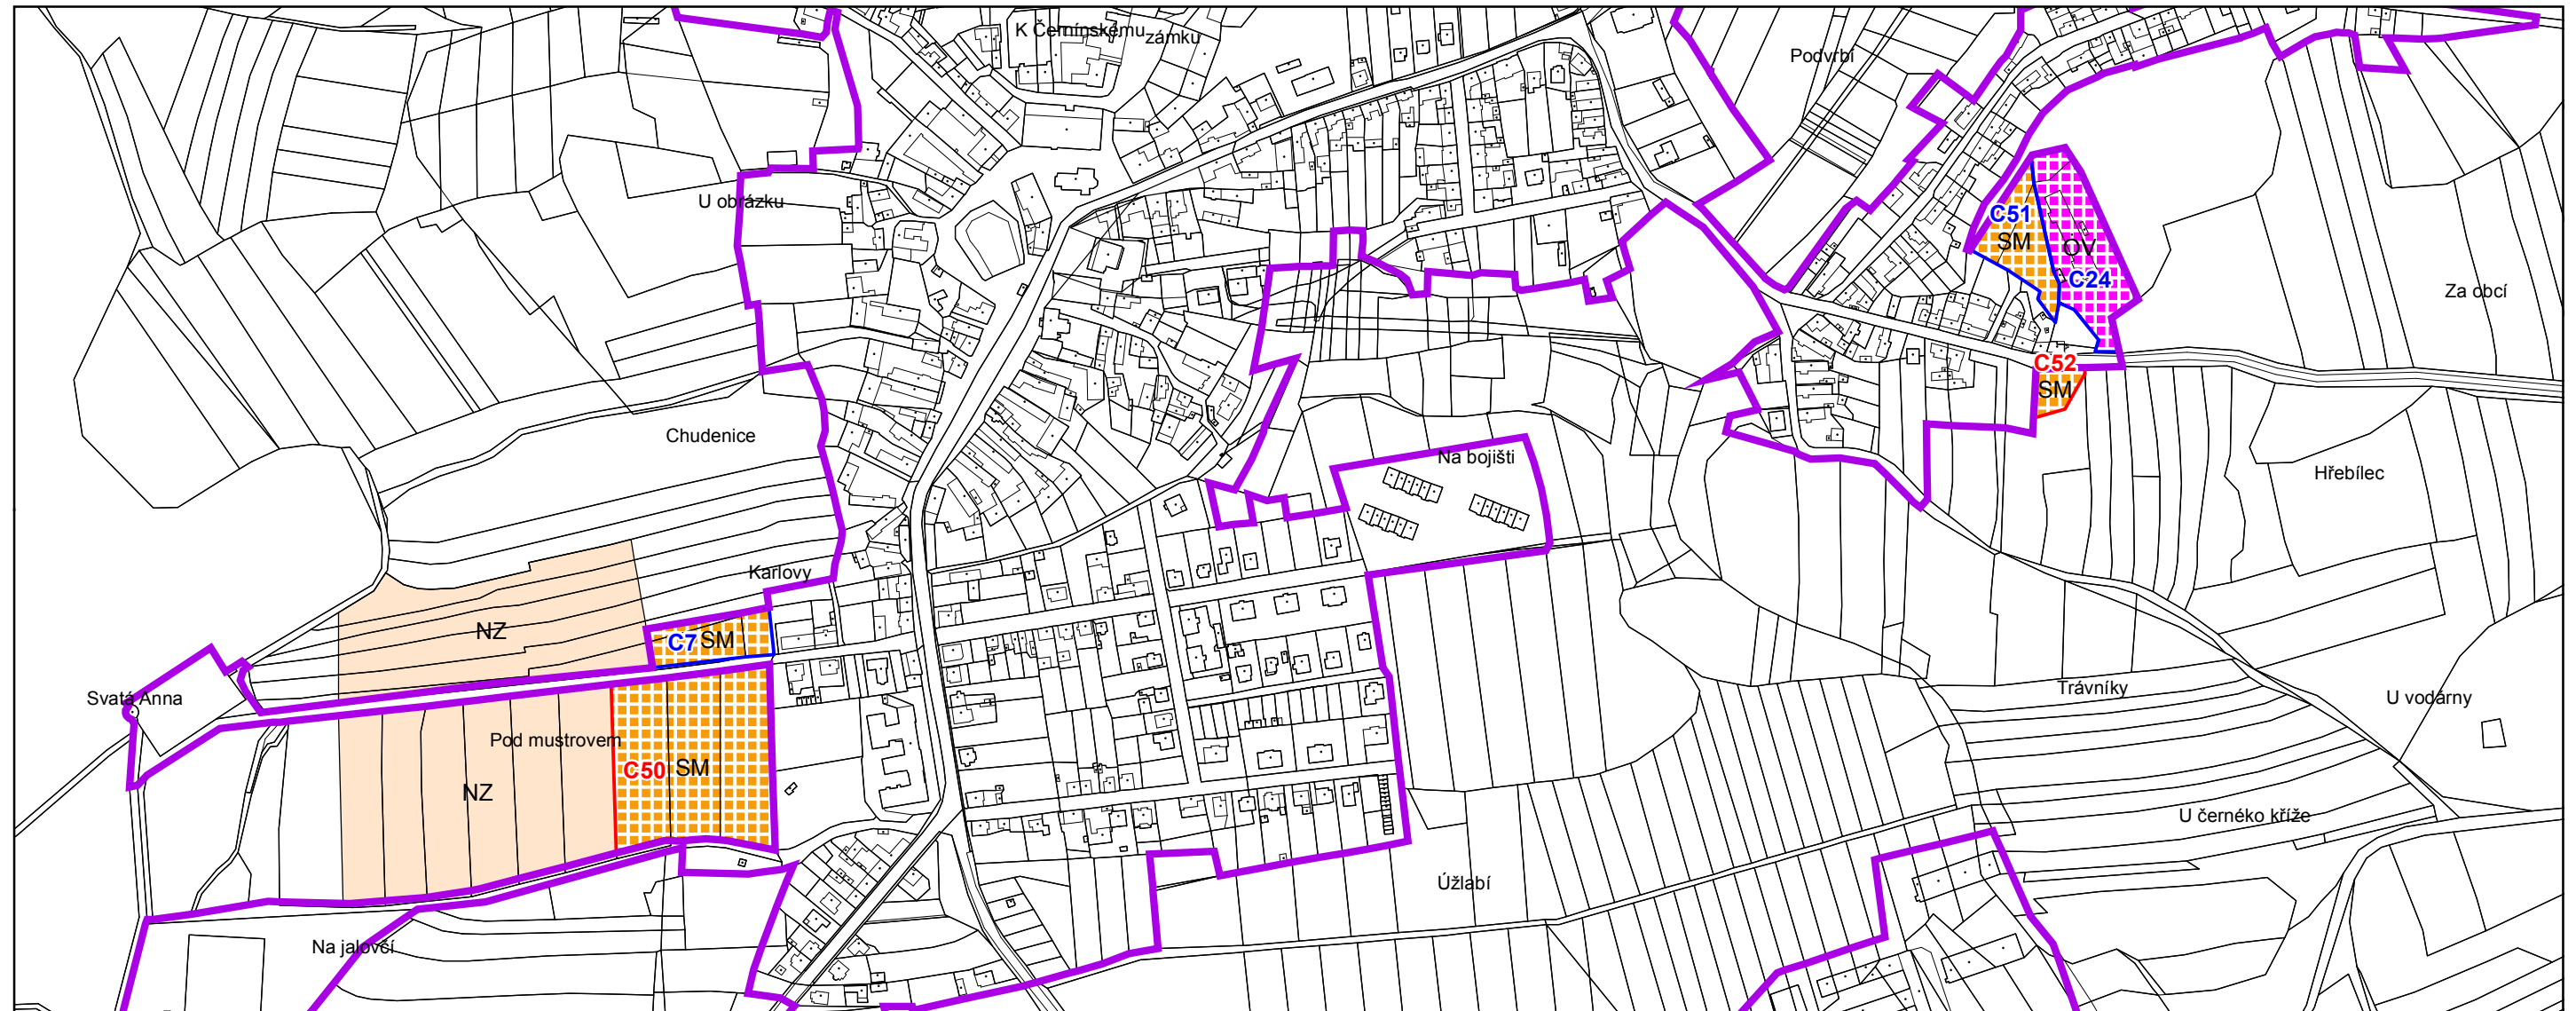 K Černínskému zámku
Podvrbí
U obrázku
C51
SM
OV
C24
Za obcí
C52
SM
Chudenice
Na bojišti
Hřebílec
Karlovy
NZ
C7 SM
Svatá Anna
Trávníky
U vodárny
Pod mustrovem
C50 SM
NZ
U černéko kříže
Úžlabí
Na jalovčí